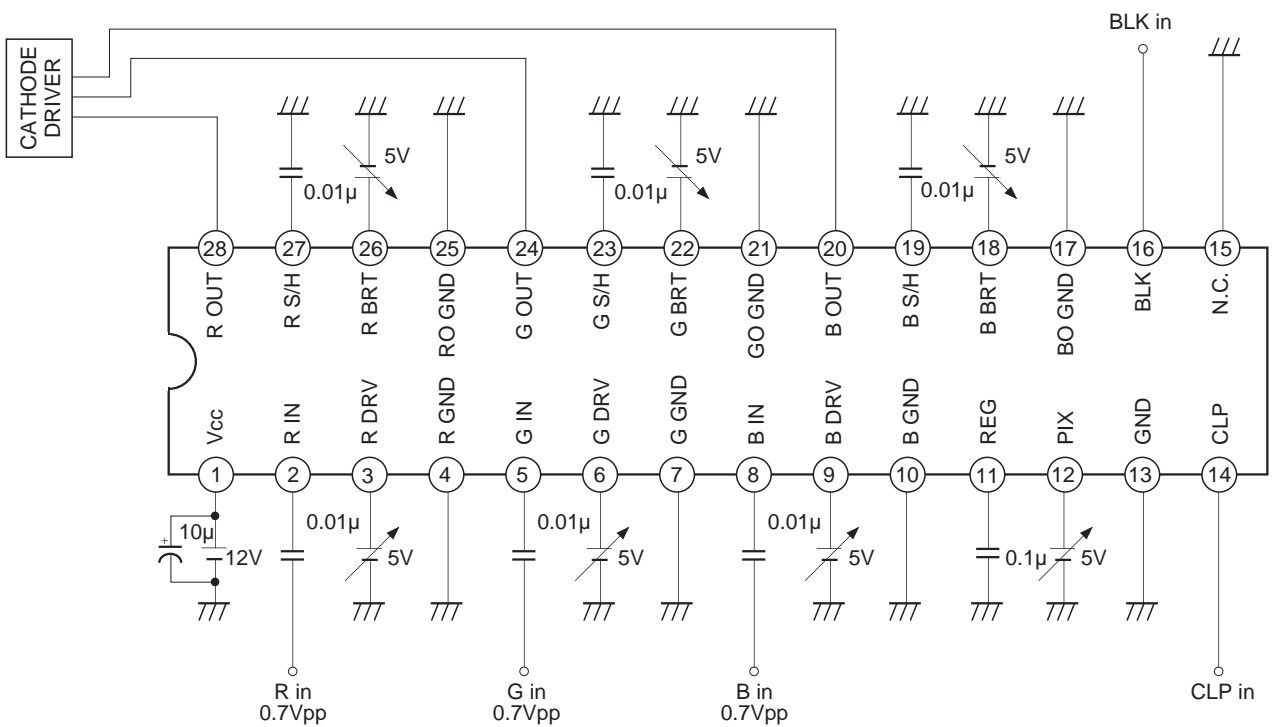 BLK in
CATHODE
DRIVER
5V
5V
5V
0.01μ
0.01μ
0.01μ
28
27
26
25
24
23
22
21
20
19
18
17
16
15
R OUT
R S/H
R BRT
RO GND
G OUT
G S/H
G BRT
GO GND
B OUT
B S/H
B BRT
BO GND
BLK
N.C.
Vcc
R IN
R DRV
R GND
G IN
G DRV
G GND
B IN
B DRV
B GND
REG
PIX
GND
CLP
1
2
3
4
5
6
7
8
9
10
11
12
13
14
+
10μ
12V
0.01μ
5V
0.01μ
5V
0.01μ
5V
0.1μ
5V
R in
0.7Vpp
G in
0.7Vpp
B in
0.7Vpp
CLP in